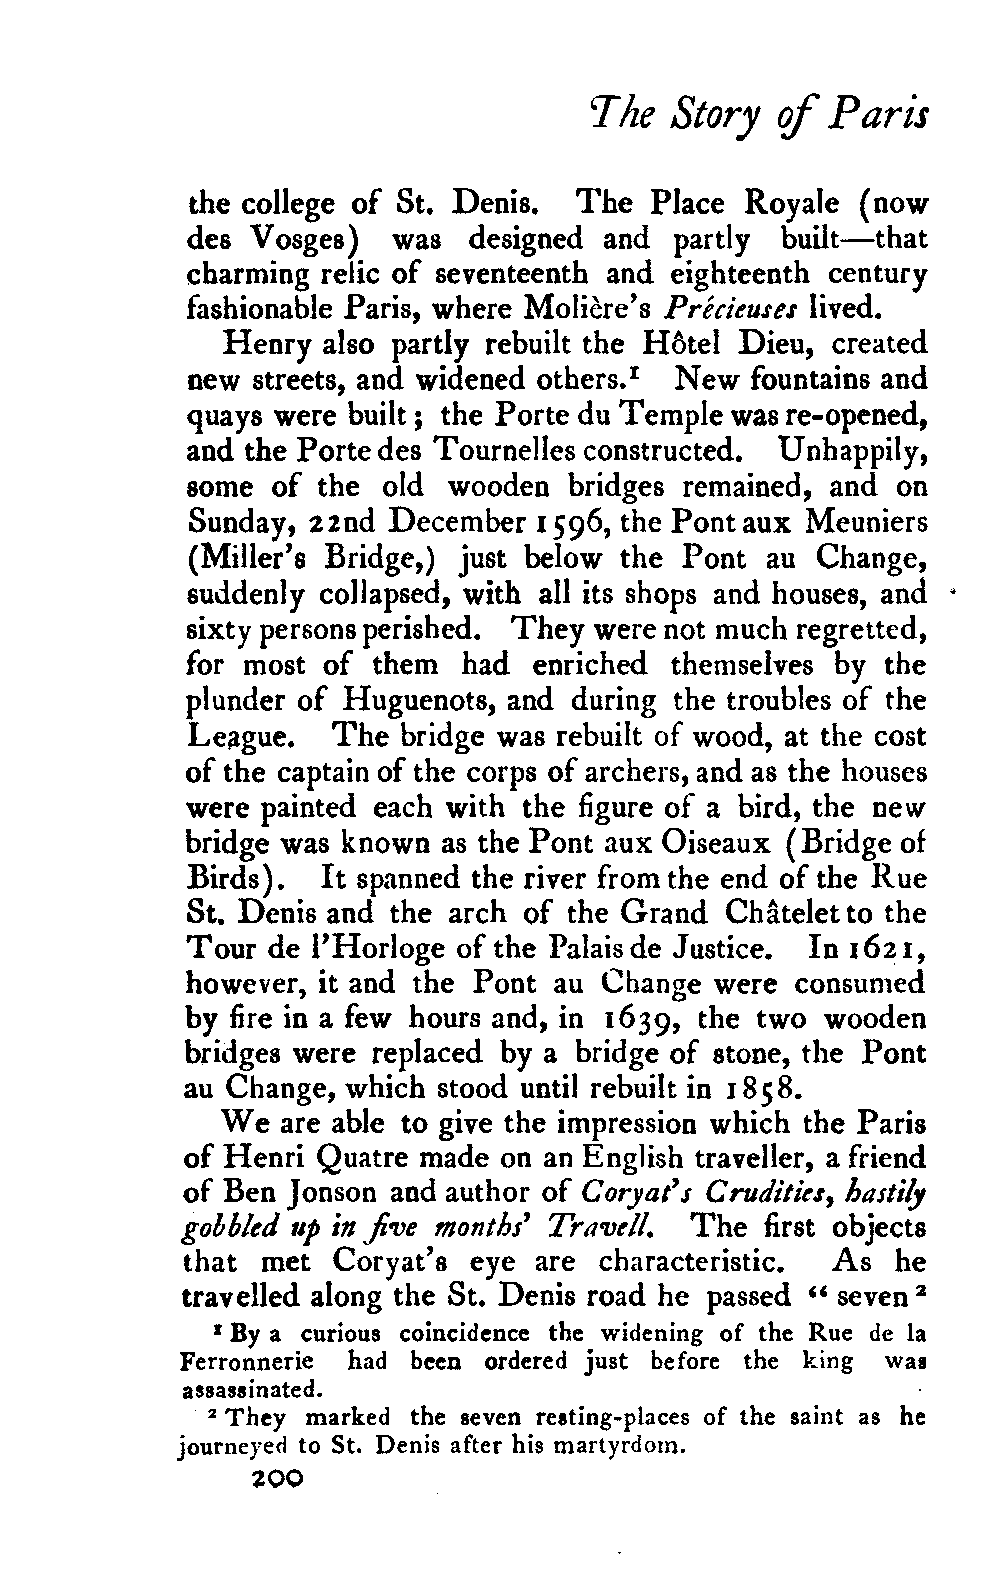 The Story of Paris
the college of St. Denis. The Place Royale (now
des Vosges) was designed and partly built—that
charming relic of seventeenth and eighteenth century
fashionable Paris, where Molière's Précieuses lived.
Henry also partly rebuilt the Hôtel Dieu, created
new streets, and widened others.¹ New fountains and
quays were built; the Porte du Temple was re-opened,
and the Porte des Tournelles constructed. Unhappily,
some of the old wooden bridges remained, and on
Sunday, 22nd December 1596, the Pont aux Meuniers
(Miller's Bridge,) just below the Pont au Change,
suddenly collapsed, with all its shops and houses, and
sixty persons perished. They were not much regretted,
for most of them had enriched themselves by the
plunder of Huguenots, and during the troubles of the
League. The bridge was rebuilt of wood, at the cost
of the captain of the corps of archers, and as the houses
were painted each with the figure of a bird, the new
bridge was known as the Pont aux Oiseaux (Bridge of
Birds). It spanned the river from the end of the Rue
St. Denis and the arch of the Grand Châtelet to the
Tour de l'Horloge of the Palais de Justice. In 1621,
however, it and the Pont au Change were consumed
by fire in a few hours and, in 1639, the two wooden
bridges were replaced by a bridge of stone, the Pont
au Change, which stood until rebuilt in 1858.
We are able to give the impression which the Paris
of Henri Quatre made on an English traveller, a friend
of Ben Jonson and author of Coryat's Crudities, hastily
gobbled up in five months' Travell. The first objects
that met Coryat's eye are characteristic. As he
travelled along the St. Denis road he passed "seven²
¹ By a curious coincidence the widening of the Rue de la
Ferronnerie had been ordered just before the king was
assassinated.
² They marked the seven resting-places of the saint as he
journeyed to St. Denis after his martyrdom.
200